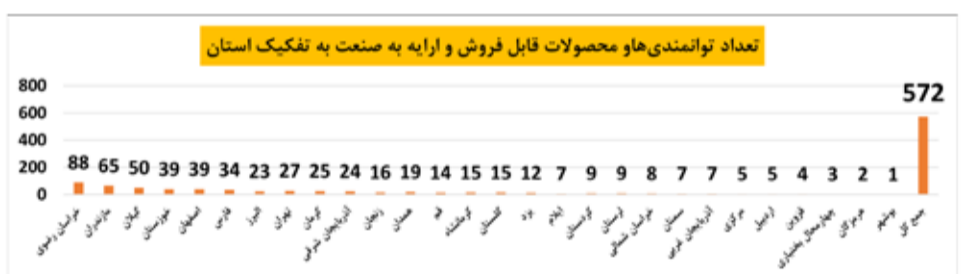 تعداد توانمندی‌هاو محصولات قابل فروش و ارایه به صنعت به تفکیک استان
800
600
400
200
0
88 65 50 39 39 34 23 27 25 24 16 19 14 15 15 12 7 9 9 8 7 7 5 5 4 3 2 1 572
خراسان رضوی مازندران گیلان خوزستان اصفهان فارس البرز تهران کرمان آذربایجان شرقی زنجان همدان قم کرمانشاه گلستان یزد ایلام کردستان لرستان خراسان شمالی سمنان آذربایجان غربی مرکزی اردبیل قزوین چهارمحال بختیاری هرمزگان بوشهر جمع کل